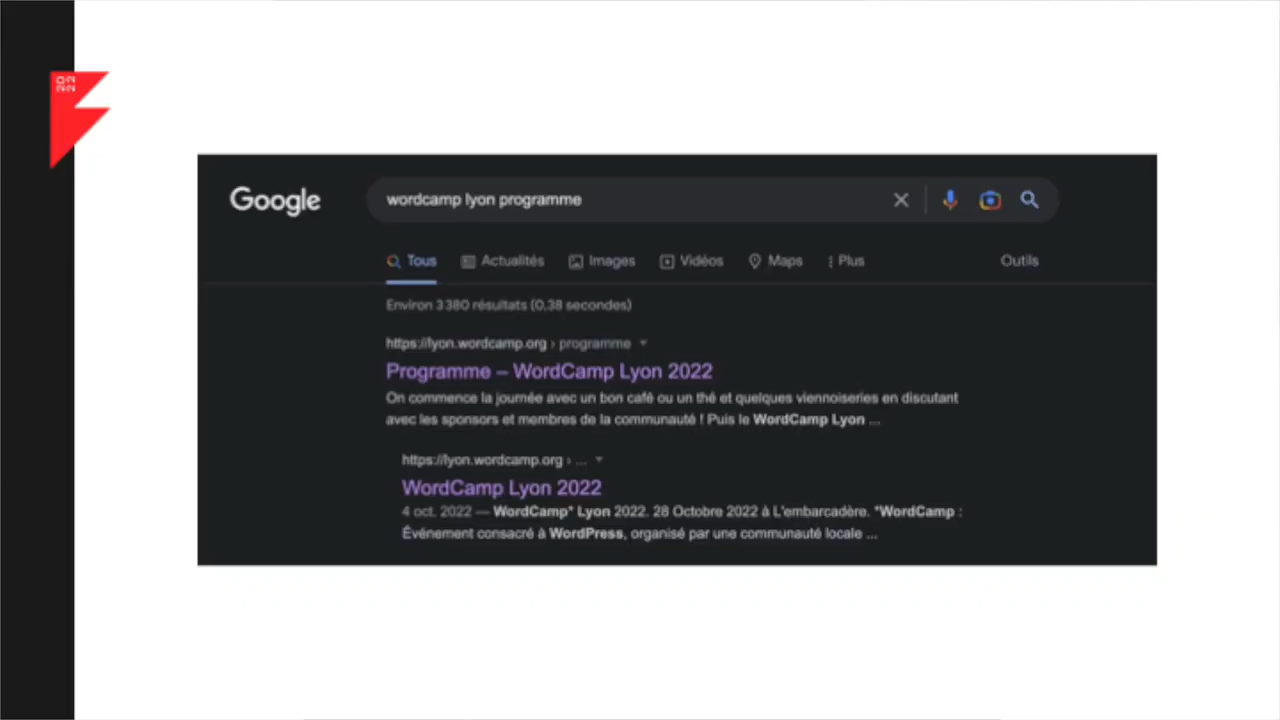 2022
Google
wordcamp lyon programme
Tous Actualités Images Vidéos Maps Plus Outils
Environ 3 380 résultats (0,38 secondes)
https://lyon.wordcamp.org › programme
Programme – WordCamp Lyon 2022
On commence la journée avec un bon café ou un thé et quelques viennoiseries en discutant
avec les sponsors et membres de la communauté ! Puis le WordCamp Lyon ...
https://lyon.wordcamp.org › ...
WordCamp Lyon 2022
4 oct. 2022 — WordCamp* Lyon 2022. 28 Octobre 2022 à L'embarcadère. *WordCamp :
Événement consacré à WordPress, organisé par une communauté locale ...